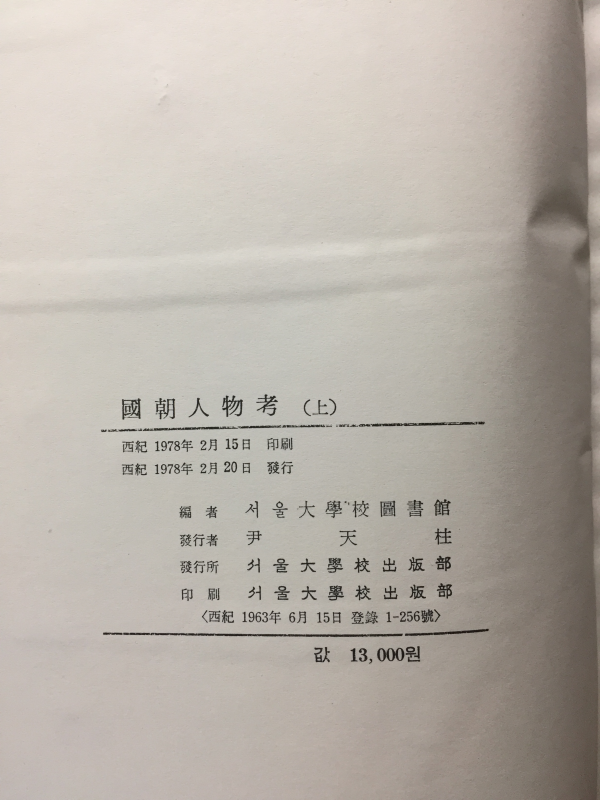 國朝人物考 (上)
西紀 1978年 2月 15日 印刷
西紀 1978年 2月 20日 發行
編者 서울大學校圖書館
發行者 尹天柱
發行所 서울大學校出版部
印刷 서울大學校出版部
〈西紀 1963年 6月 15日 登錄 1-256號〉
값 13,000원